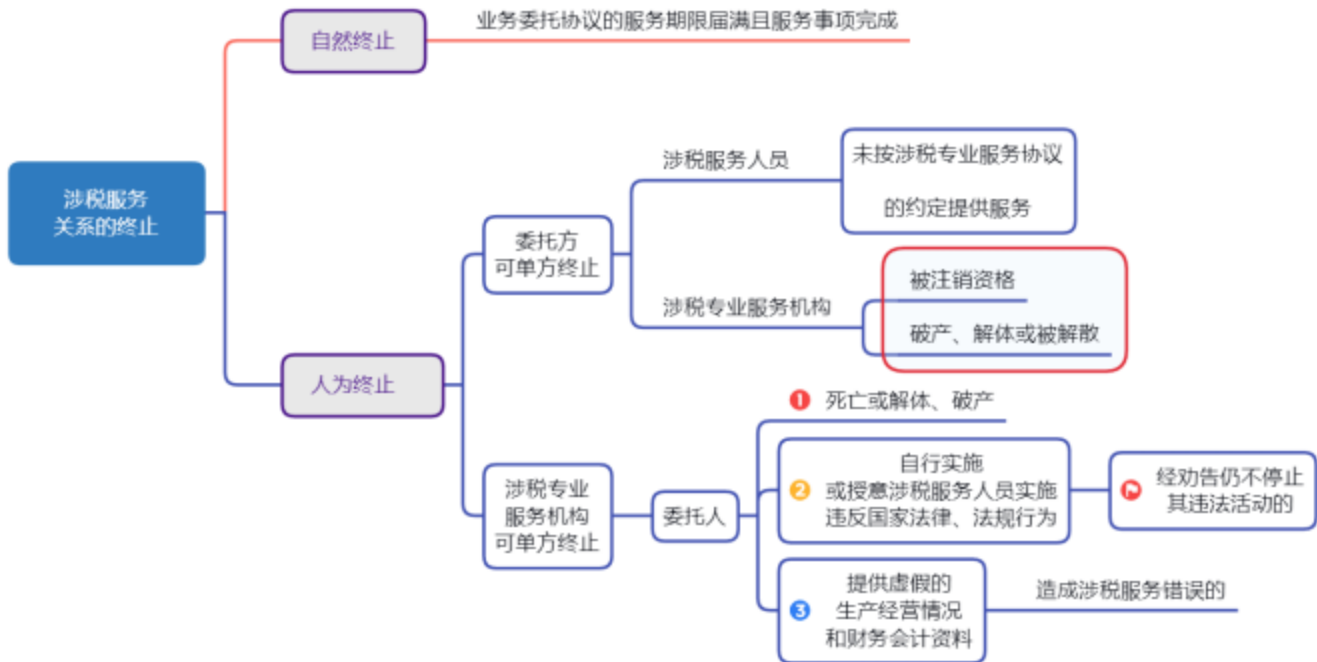 涉税服务
关系的终止
自然终止
业务委托协议的服务期限届满且服务事项完成
人为终止
委托方
可单方终止
涉税服务人员
未按涉税专业服务协议
的约定提供服务
涉税专业服务机构
被注销资格
破产、解体或被解散
涉税专业
服务机构
可单方终止
委托人
1 死亡或解体、破产
2
自行实施
或授意涉税服务人员实施
违反国家法律、法规行为
经劝告仍不停止
其违法活动的
3
提供虚假的
生产经营情况
和财务会计资料
造成涉税服务错误的